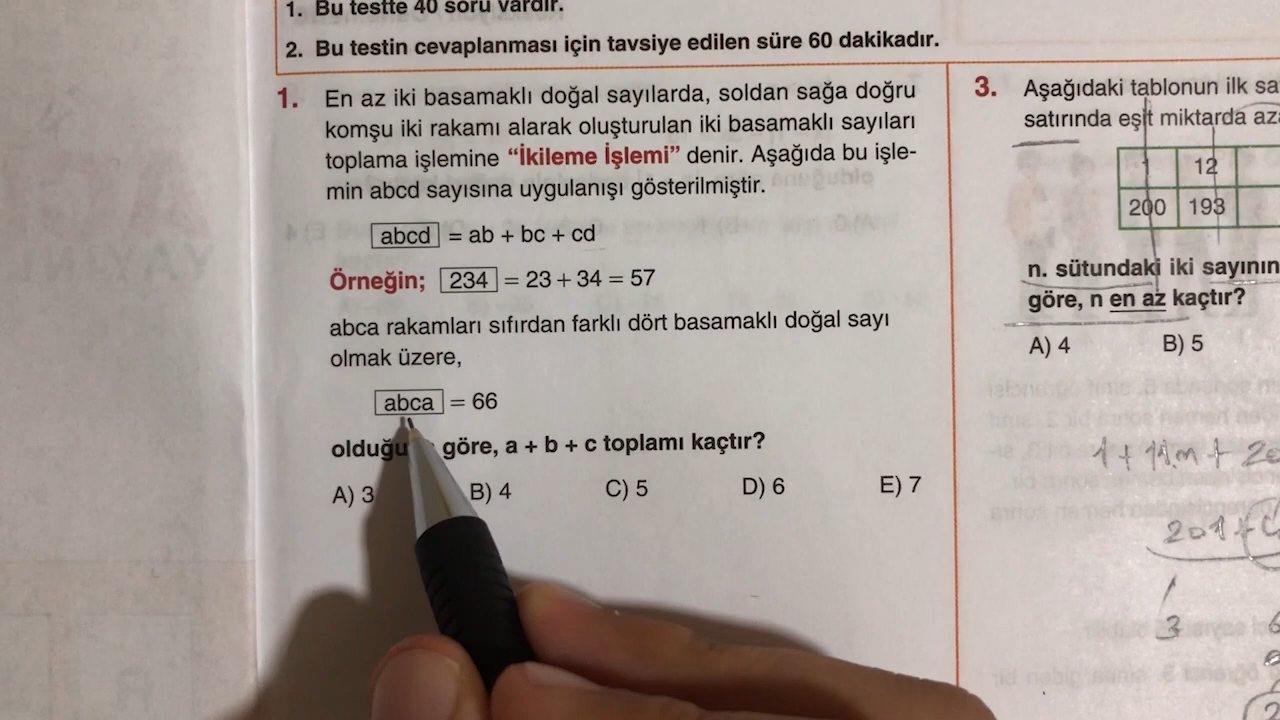 1. Bu testte 40 soru vardır.
2. Bu testin cevaplanması için tavsiye edilen süre 60 dakikadır.
1. En az iki basamaklı doğal sayılarda, soldan sağa doğru
komşu iki rakamı alarak oluşturulan iki basamaklı sayıları
toplama işlemine “İkileme İşlemi” denir. Aşağıda bu işle-
min abcd sayısına uygulanışı gösterilmiştir.
abcd = ab + bc + cd
Örneğin; 234 = 23 + 34 = 57
abca rakamları sıfırdan farklı dört basamaklı doğal sayı
olmak üzere,
abca = 66
göre, a + b + c toplamı kaçtır?
A) 3 B) 4 C) 5 D) 6 E) 7
3. Aşağıdaki tablonun ilk
satırında eşit miktarda
1 12
200 193
n. sütundaki iki sayının
göre, n en az kaçtır?
A) 4 B) 5
3